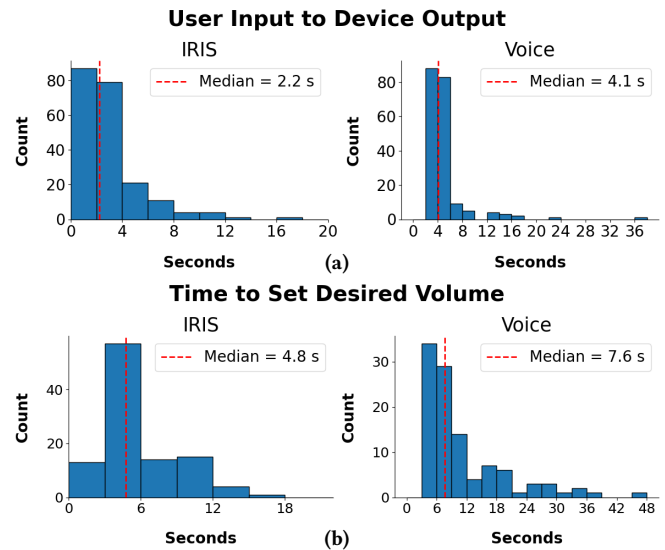 User Input to Device Output
IRIS
Voice
Median = 2.2 s
Median = 4.1 s
Count
80
60
40
20
0
0 4 8 12 16 20
Seconds
Count
80
60
40
20
0
0 4 8 12 16 20 24 28 32 36
Seconds
(a)
Time to Set Desired Volume
IRIS
Voice
Median = 4.8 s
Median = 7.6 s
Count
40
20
0
0 6 12 18
Seconds
Count
30
20
10
0
0 6 12 18 24 30 36 42 48
Seconds
(b)